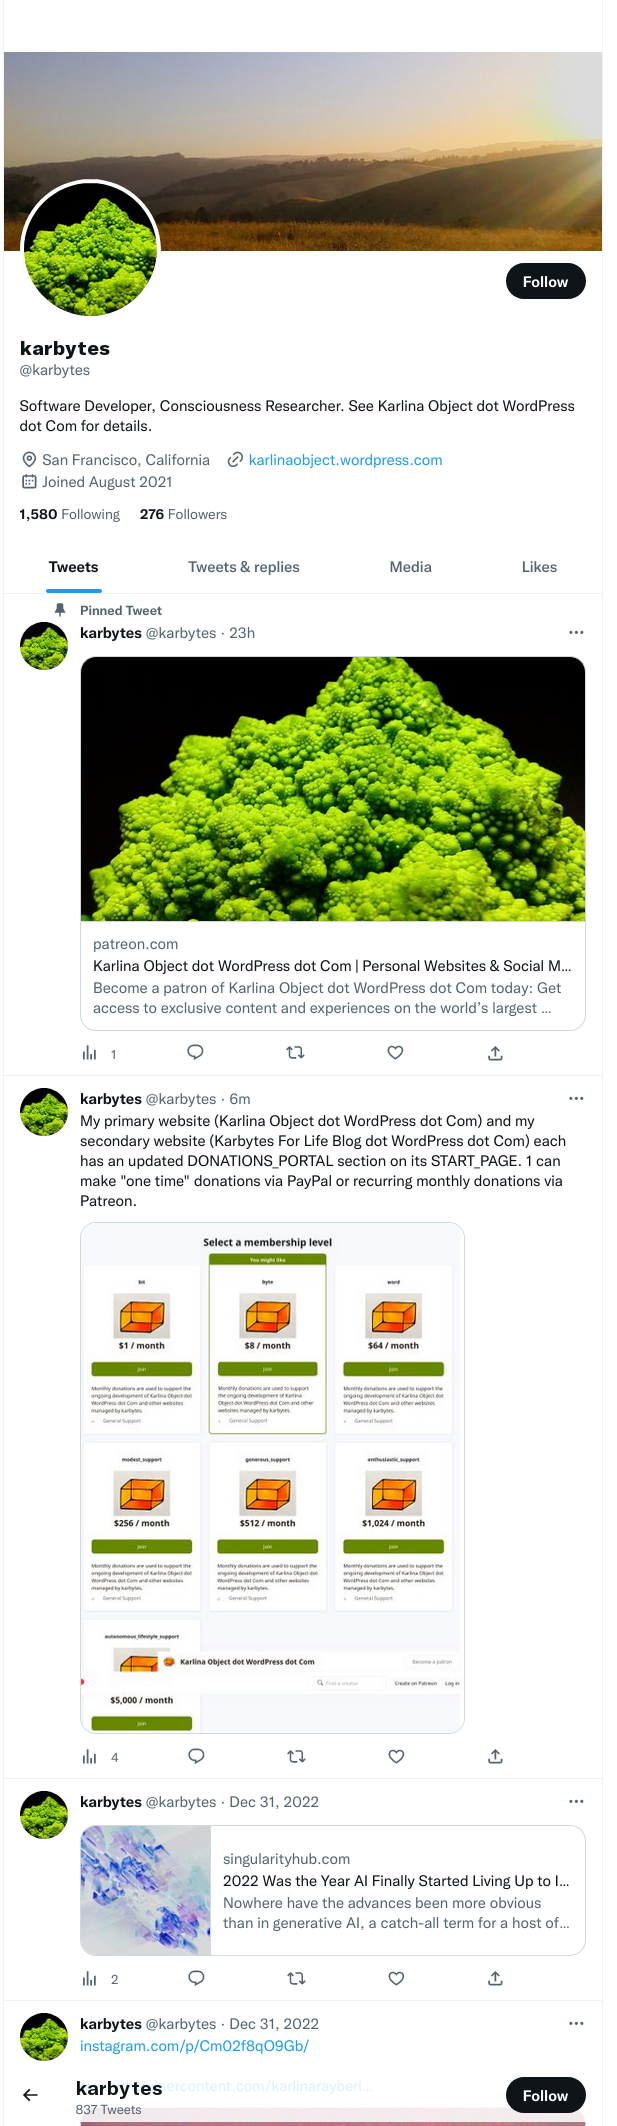 Follow
karbytes
@karbytes
Software Developer, Consciousness Researcher. See Karlina Object dot WordPress
dot Com for details.
San Francisco, California karlinaobject.wordpress.com
Joined August 2021
1,580 Following 276 Followers
Tweets Tweets & replies Media Likes
Pinned Tweet
karbytes @karbytes · 23h
patreon.com
Karlina Object dot WordPress dot Com | Personal Websites & Social M...
Become a patron of Karlina Object dot WordPress dot Com today: Get
access to exclusive content and experiences on the world's largest ...
1
karbytes @karbytes · 6m
My primary website (Karlina Object dot WordPress dot Com) and my
secondary website (Karbytes For Life Blog dot WordPress dot Com) each
has an updated DONATIONS_PORTAL section on its START_PAGE. 1 can
make "one time" donations via PayPal or recurring monthly donations via
Patreon.
Select a membership level
You might like
bit byte word
$1 / month $8 / month $64 / month
Join Join Join
Monthly donations are used to support the
ongoing development of Karlina Object dot
WordPress dot Com and other websites
managed by karbytes.
General Support
Monthly donations are used to support
the ongoing development of Karlina
Object dot WordPress dot Com and other
websites managed by karbytes.
General Support
Monthly donations are used to support the
ongoing development of Karlina Object dot
WordPress dot Com and other websites
managed by karbytes.
General Support
modest_support generous_support enthusiastic_support
$256 / month $512 / month $1,024 / month
Join Join Join
Monthly donations are used to support the
ongoing development of Karlina Object dot
WordPress dot Com and other websites
managed by karbytes.
General Support
Monthly donations are used to support the
ongoing development of Karlina Object dot
WordPress dot Com and other websites
managed by karbytes.
General Support
Monthly donations are used to support the
ongoing development of Karlina Object dot
WordPress dot Com and other websites
managed by karbytes.
General Support
autonomous_lifestyle_support
Karlina Object dot WordPress dot Com Become a patron
Find a creator Create on Patreon Log in
$5,000 / month
Join
4
karbytes @karbytes · Dec 31, 2022
singularityhub.com
2022 Was the Year AI Finally Started Living Up to I...
Nowhere have the advances been more obvious
than in generative AI, a catch-all term for a host of...
2
karbytes @karbytes · Dec 31, 2022
instagram.com/p/Cm02f8qO9Gb/
karbytes
837 Tweets
Follow